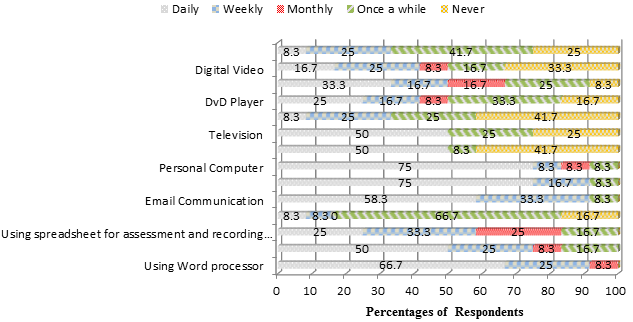 Daily Weekly Monthly Once a while Never
8.3 25 41.7 25
Digital Video 16.7 25 8.3 16.7 33.3
33.3 16.7 16.7 25 8.3
DvD Player 25 16.7 8.3 33.3 16.7
8.3 25 25 41.7
Television 50 25 25
50 8.3 41.7
Personal Computer 75 8.3 8.3 8.3
75 16.7 8.3
Email Communication 58.3 33.3 8.3
8.3 8.3 0 66.7 16.7
Using spreadsheet for assessment and recording... 25 33.3 25 16.7
50 25 8.3 16.7
Using Word processor 66.7 25 8.3
0 10 20 30 40 50 60 70 80 90 100
Percentages of Respondents